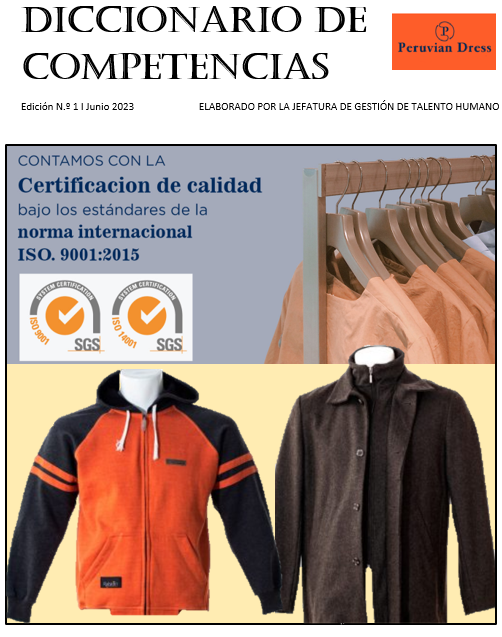 DICCIONARIO DE
COMPETENCIAS
P
Peruvian Dress
Edición N.º 1 I Junio 2023
ELABORADO POR LA JEFATURA DE GESTIÓN DE TALENTO HUMANO
CONTAMOS CON LA
Certificacion de calidad
bajo los estándares de la
norma internacional
ISO. 9001:2015
SYSTEM CERTIFICATION
ISO 9001
SGS
SYSTEM CERTIFICATION
ISO 14001
SGS